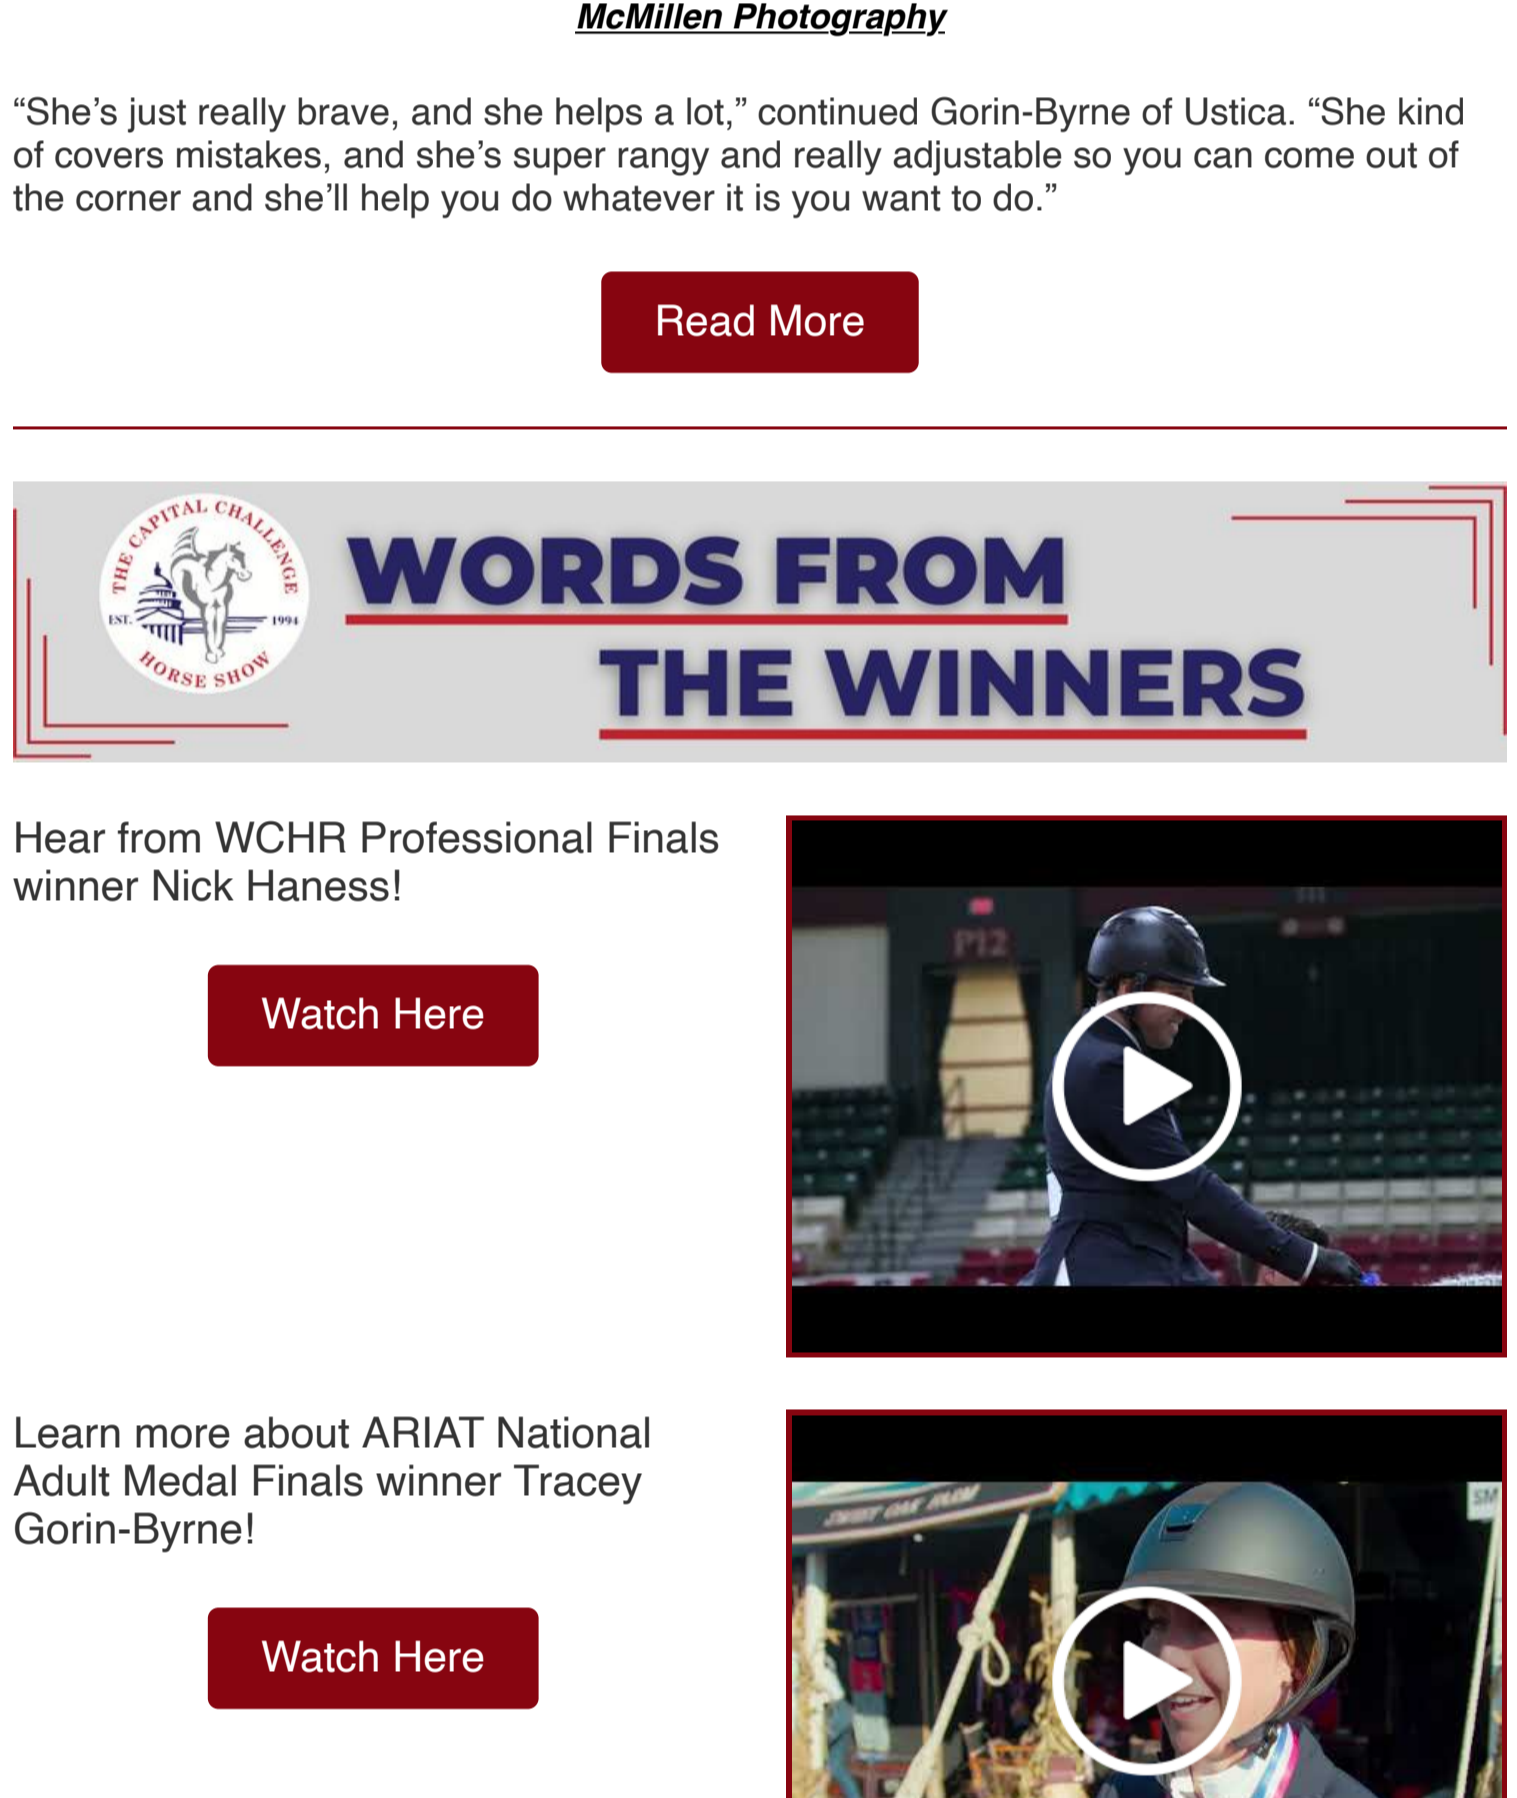 McMillen Photography
“She’s just really brave, and she helps a lot,” continued Gorin-Byrne of Ustica. “She kind
of covers mistakes, and she’s super rangy and really adjustable so you can come out of
the corner and she’ll help you do whatever it is you want to do.”
Read More
THE CAPITAL CHALLENGE
EST. 1994
HORSE SHOW
WORDS FROM
THE WINNERS
Hear from WCHR Professional Finals
winner Nick Haness!
Watch Here
P12
Learn more about ARIAT National
Adult Medal Finals winner Tracey
Gorin-Byrne!
Watch Here
OAK FARM
SM